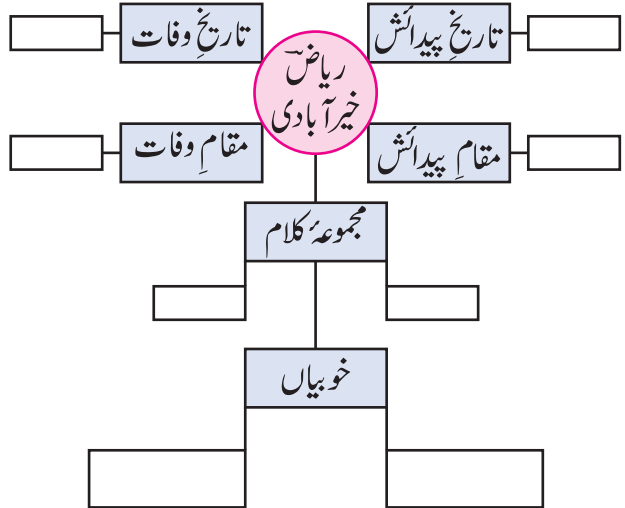 تاریخِ پیدائش
تاریخِ وفات
ریاضؔ
خیرآبادی
مقامِ پیدائش
مقامِ وفات
مجموعۂ کلام
خوبیاں